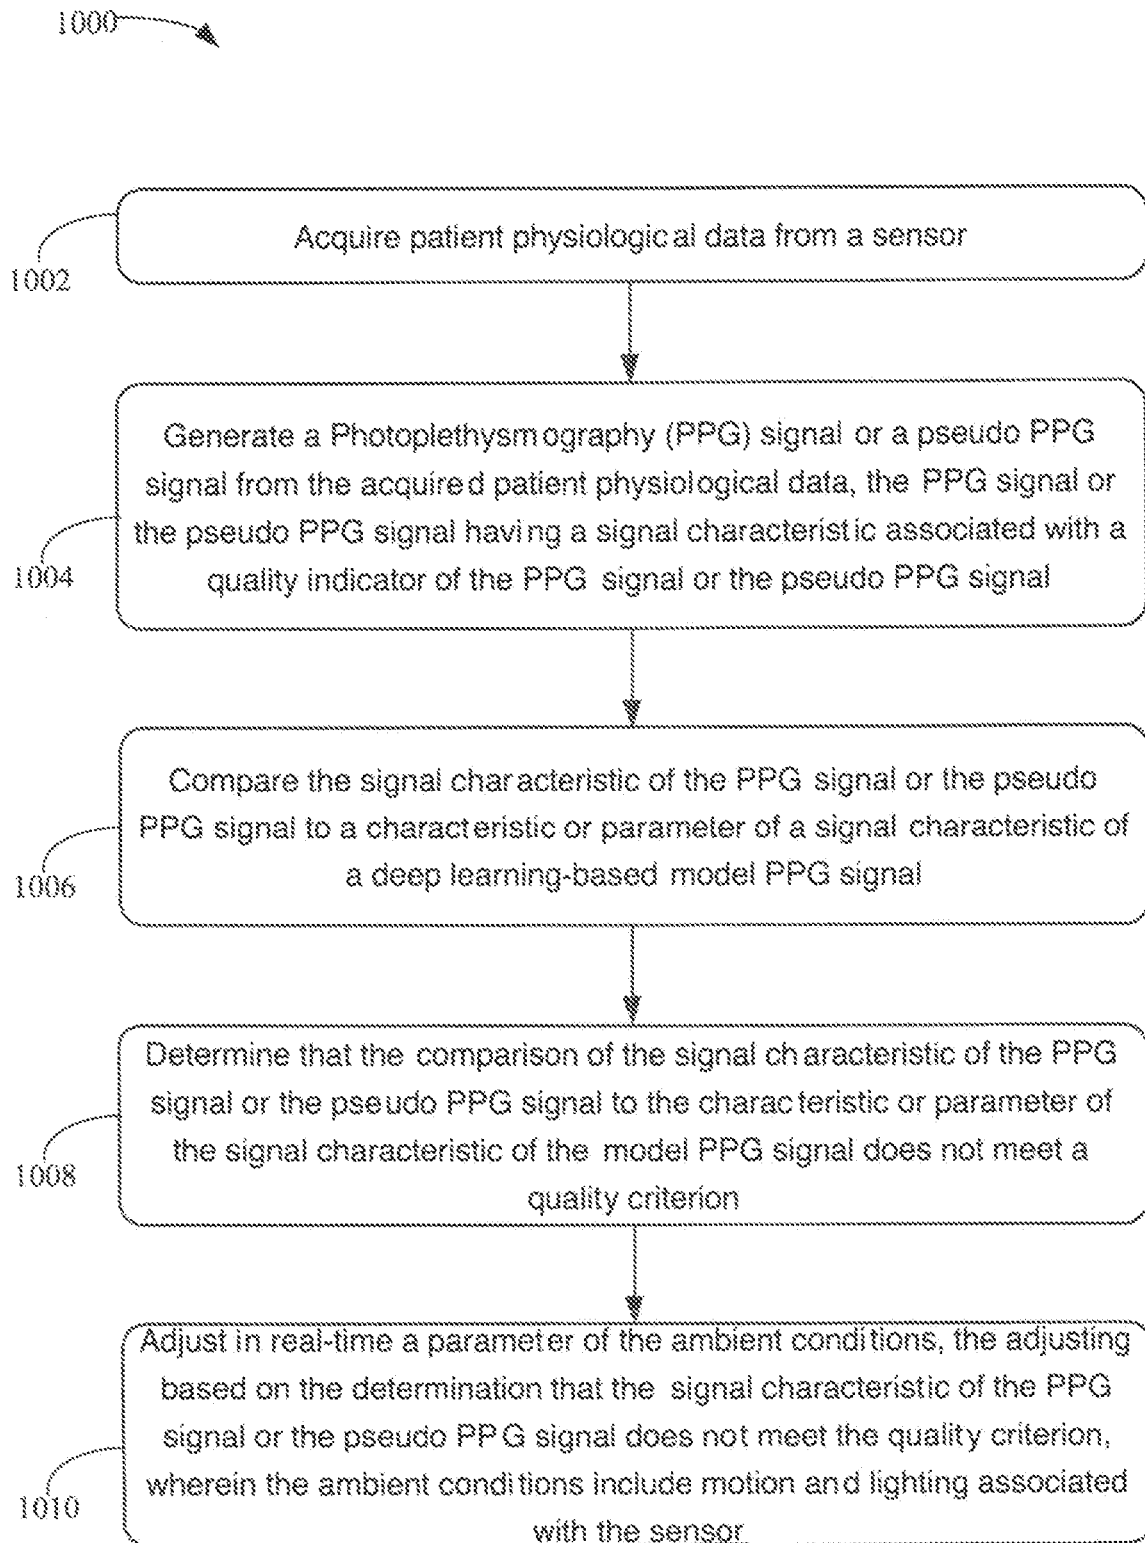 1000
Acquire patient physiological data from a sensor
1002
Generate a Photoplethysmography (PPG) signal or a pseudo PPG
signal from the acquired patient physiological data, the PPG signal or
the pseudo PPG signal having a signal characteristic associated with a
quality indicator of the PPG signal or the pseudo PPG signal
1004
Compare the signal characteristic of the PPG signal or the pseudo
PPG signal to a characteristic or parameter of a signal characteristic of
a deep learning-based model PPG signal
1006
Determine that the comparison of the signal characteristic of the PPG
signal or the pseudo PPG signal to the characteristic or parameter of
the signal characteristic of the model PPG signal does not meet a
quality criterion
1008
Adjust in real-time a parameter of the ambient conditions, the adjusting
based on the determination that the signal characteristic of the PPG
signal or the pseudo PPG signal does not meet the quality criterion,
wherein the ambient conditions include motion and lighting associated
with the sensor
1010